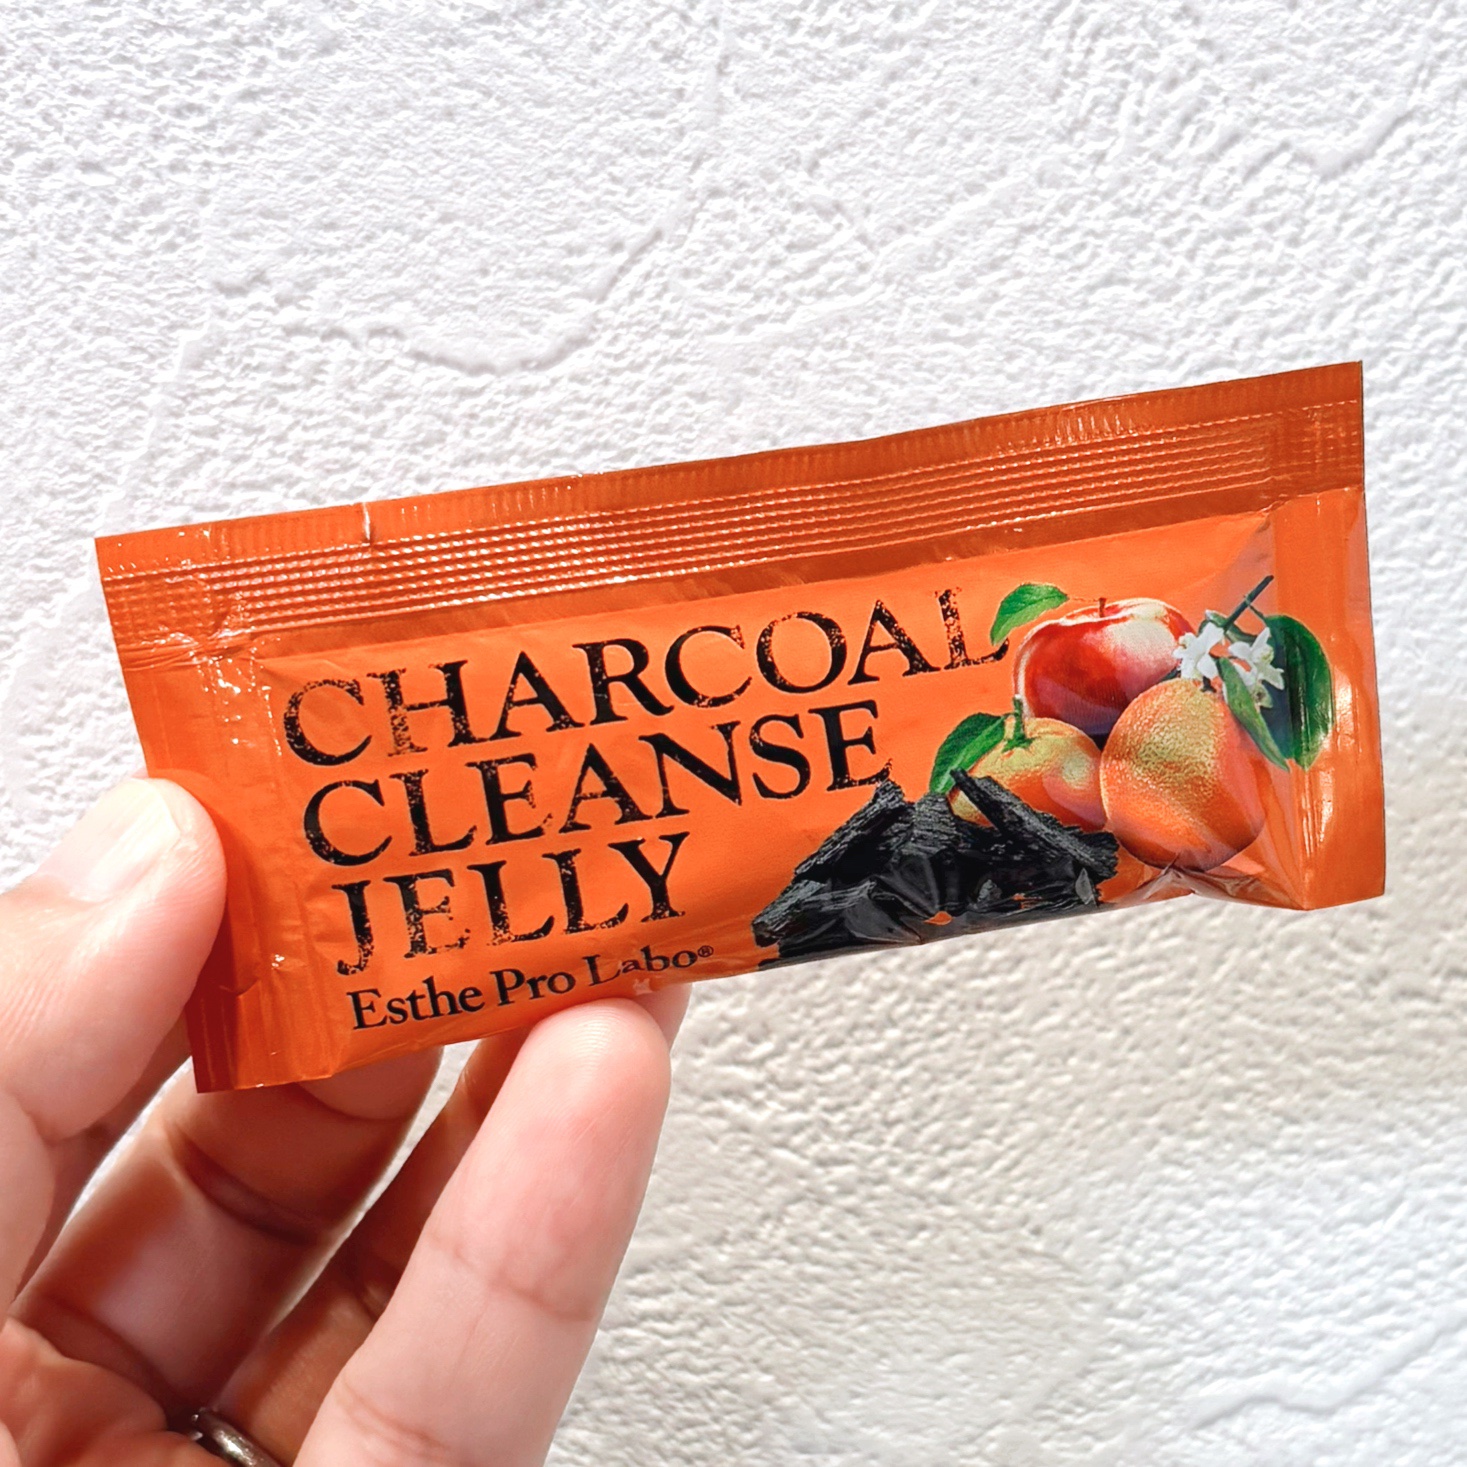 CHARCOAL
CLEANSE
JELLY
Esthe Pro Labo®